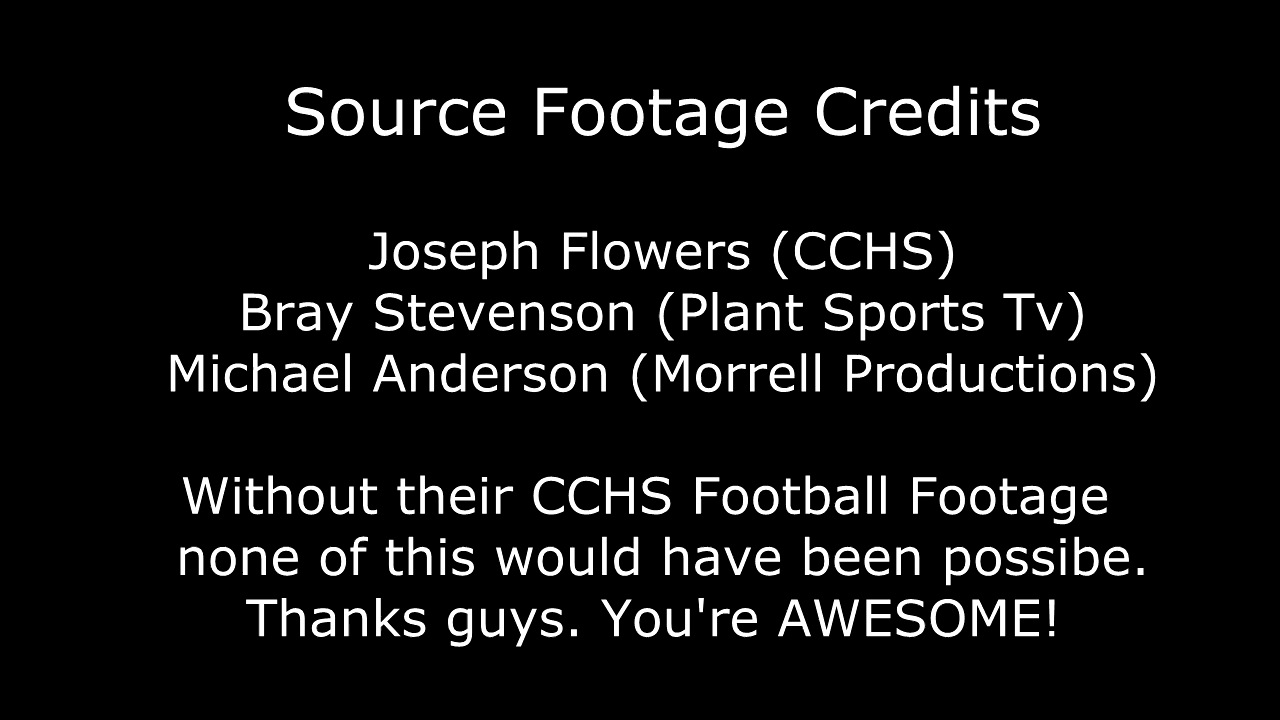 Source Footage Credits
Joseph Flowers (CCHS)
Bray Stevenson (Plant Sports Tv)
Michael Anderson (Morrell Productions)
Without their CCHS Football Footage
none of this would have been possibe.
Thanks guys. You're AWESOME!